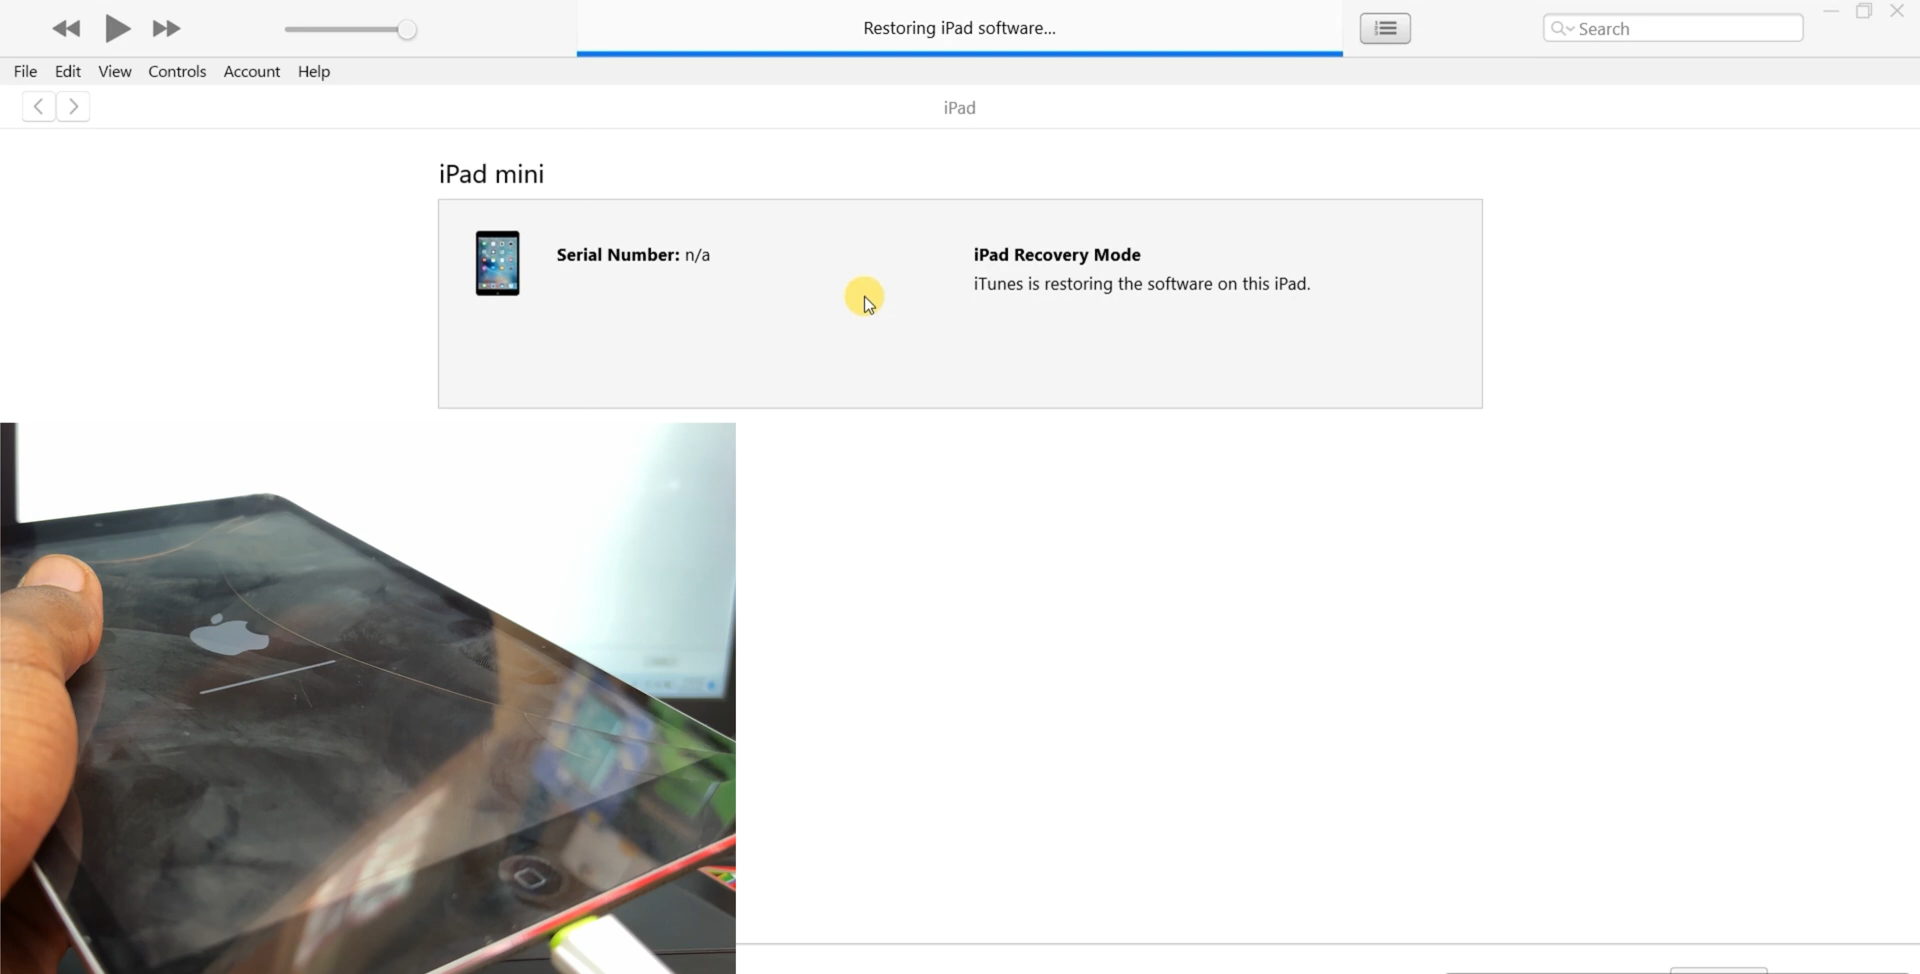 Restoring iPad software...
Search
File Edit View Controls Account Help
iPad
iPad mini
Serial Number: n/a
iPad Recovery Mode
iTunes is restoring the software on this iPad.